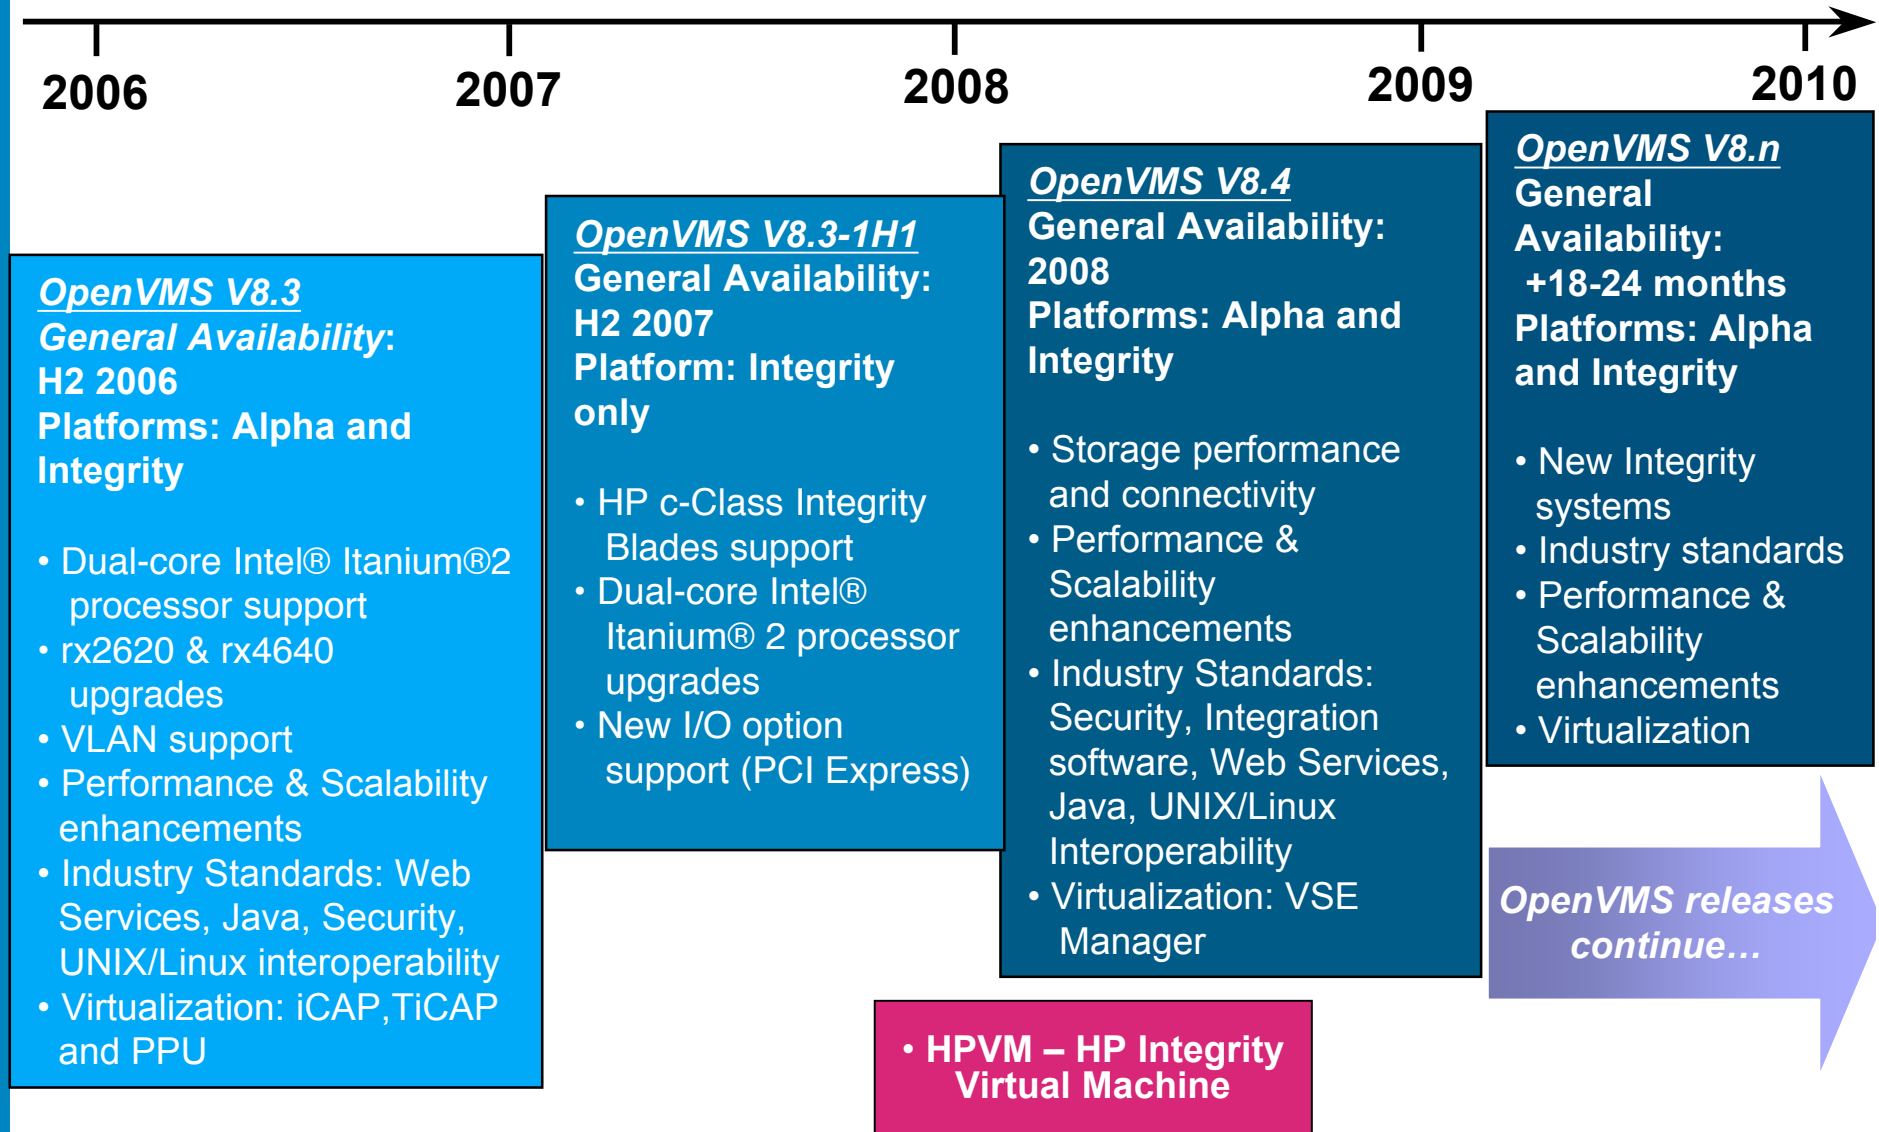 2006
2007
2008
2009
2010
OpenVMS V8.3
General Availability:
H2 2006
Platforms: Alpha and
Integrity
• Dual-core Intel® Itanium®2
processor support
• rx2620 & rx4640
upgrades
• VLAN support
• Performance & Scalability
enhancements
• Industry Standards: Web
Services, Java, Security,
UNIX/Linux interoperability
• Virtualization: iCAP,TiCAP
and PPU
OpenVMS V8.3-1H1
General Availability:
H2 2007
Platform: Integrity
only
• HP c-Class Integrity
Blades support
• Dual-core Intel®
Itanium® 2 processor
upgrades
• New I/O option
support (PCI Express)
OpenVMS V8.4
General Availability:
2008
Platforms: Alpha and
Integrity
• Storage performance
and connectivity
• Performance &
Scalability
enhancements
• Industry Standards:
Security, Integration
software, Web Services,
Java, UNIX/Linux
Interoperability
• Virtualization: VSE
Manager
OpenVMS V8.n
General
Availability:
+18-24 months
Platforms: Alpha
and Integrity
• New Integrity
systems
• Industry standards
• Performance &
Scalability
enhancements
• Virtualization
OpenVMS releases
continue…
• HPVM – HP Integrity
Virtual Machine